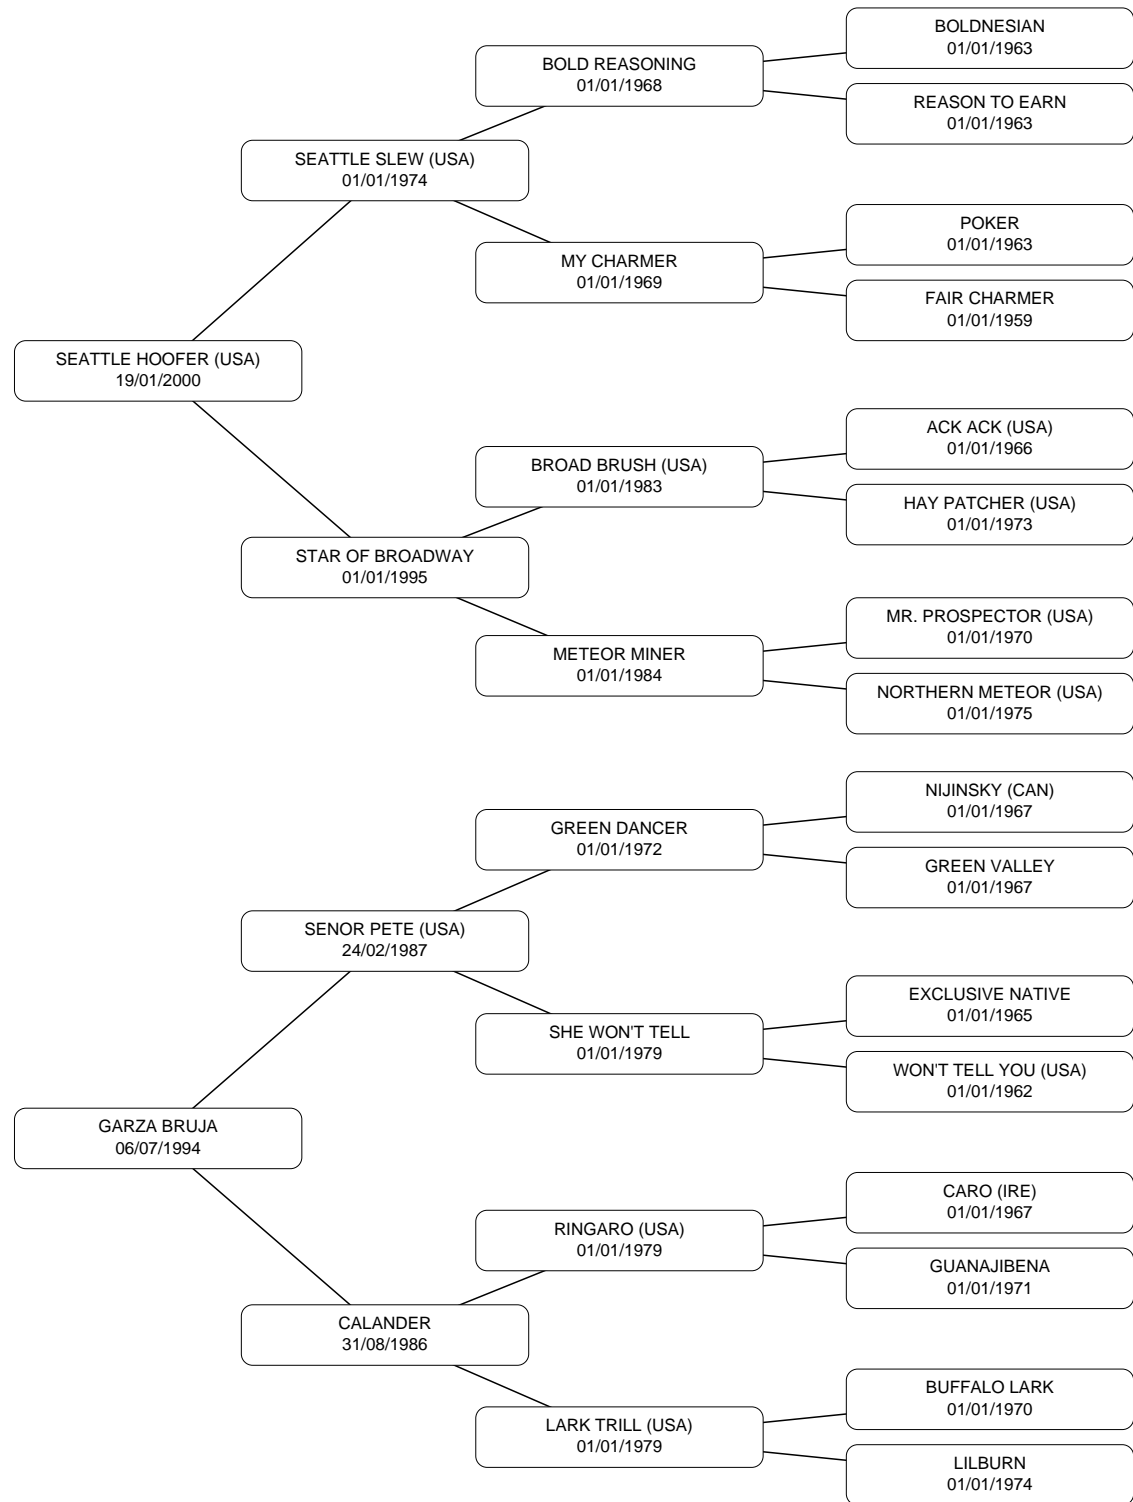 BOLDNESIAN
01/01/1963
BOLD REASONING
01/01/1968
REASON TO EARN
01/01/1963
SEATTLE SLEW (USA)
01/01/1974
POKER
01/01/1963
MY CHARMER
01/01/1969
FAIR CHARMER
01/01/1959
SEATTLE HOOFER (USA)
19/01/2000
ACK ACK (USA)
01/01/1966
BROAD BRUSH (USA)
01/01/1983
HAY PATCHER (USA)
01/01/1973
STAR OF BROADWAY
01/01/1995
MR. PROSPECTOR (USA)
01/01/1970
METEOR MINER
01/01/1984
NORTHERN METEOR (USA)
01/01/1975
NIJINSKY (CAN)
01/01/1967
GREEN DANCER
01/01/1972
GREEN VALLEY
01/01/1967
SENOR PETE (USA)
24/02/1987
EXCLUSIVE NATIVE
01/01/1965
SHE WON'T TELL
01/01/1979
WON'T TELL YOU (USA)
01/01/1962
GARZA BRUJA
06/07/1994
CARO (IRE)
01/01/1967
RINGARO (USA)
01/01/1979
GUANAJIBENA
01/01/1971
CALANDER
31/08/1986
BUFFALO LARK
01/01/1970
LARK TRILL (USA)
01/01/1979
LILBURN
01/01/1974